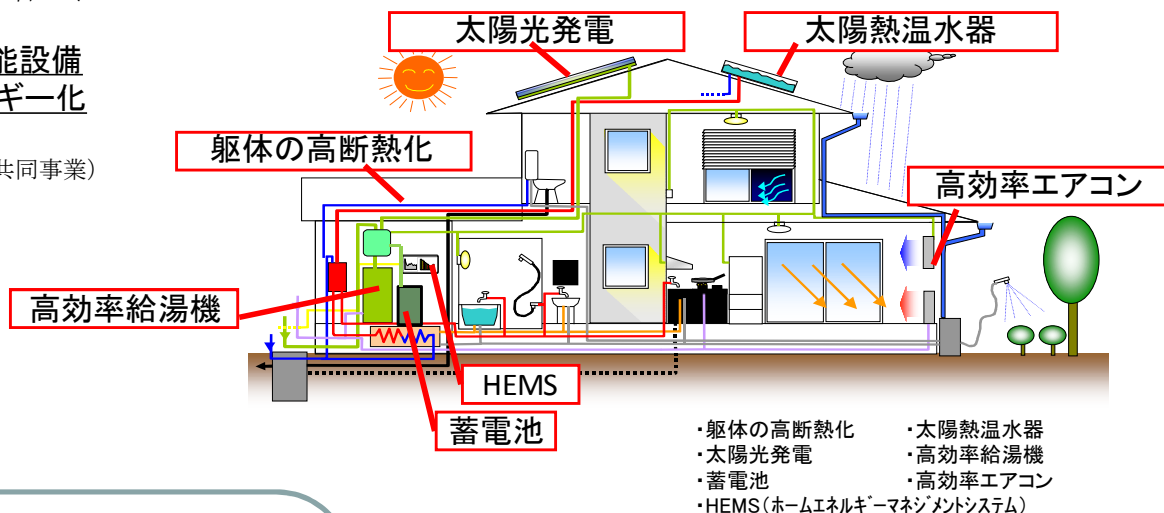 能設備
ギー化
共同事業）
太陽光発電
太陽熱温水器
躯体の高断熱化
高効率エアコン
高効率給湯機
HEMS
蓄電池
・躯体の高断熱化 ・太陽熱温水器
・太陽光発電 ・高効率給湯機
・蓄電池 ・高効率エアコン
・HEMS（ホームエネルギーマネジメントシステム）